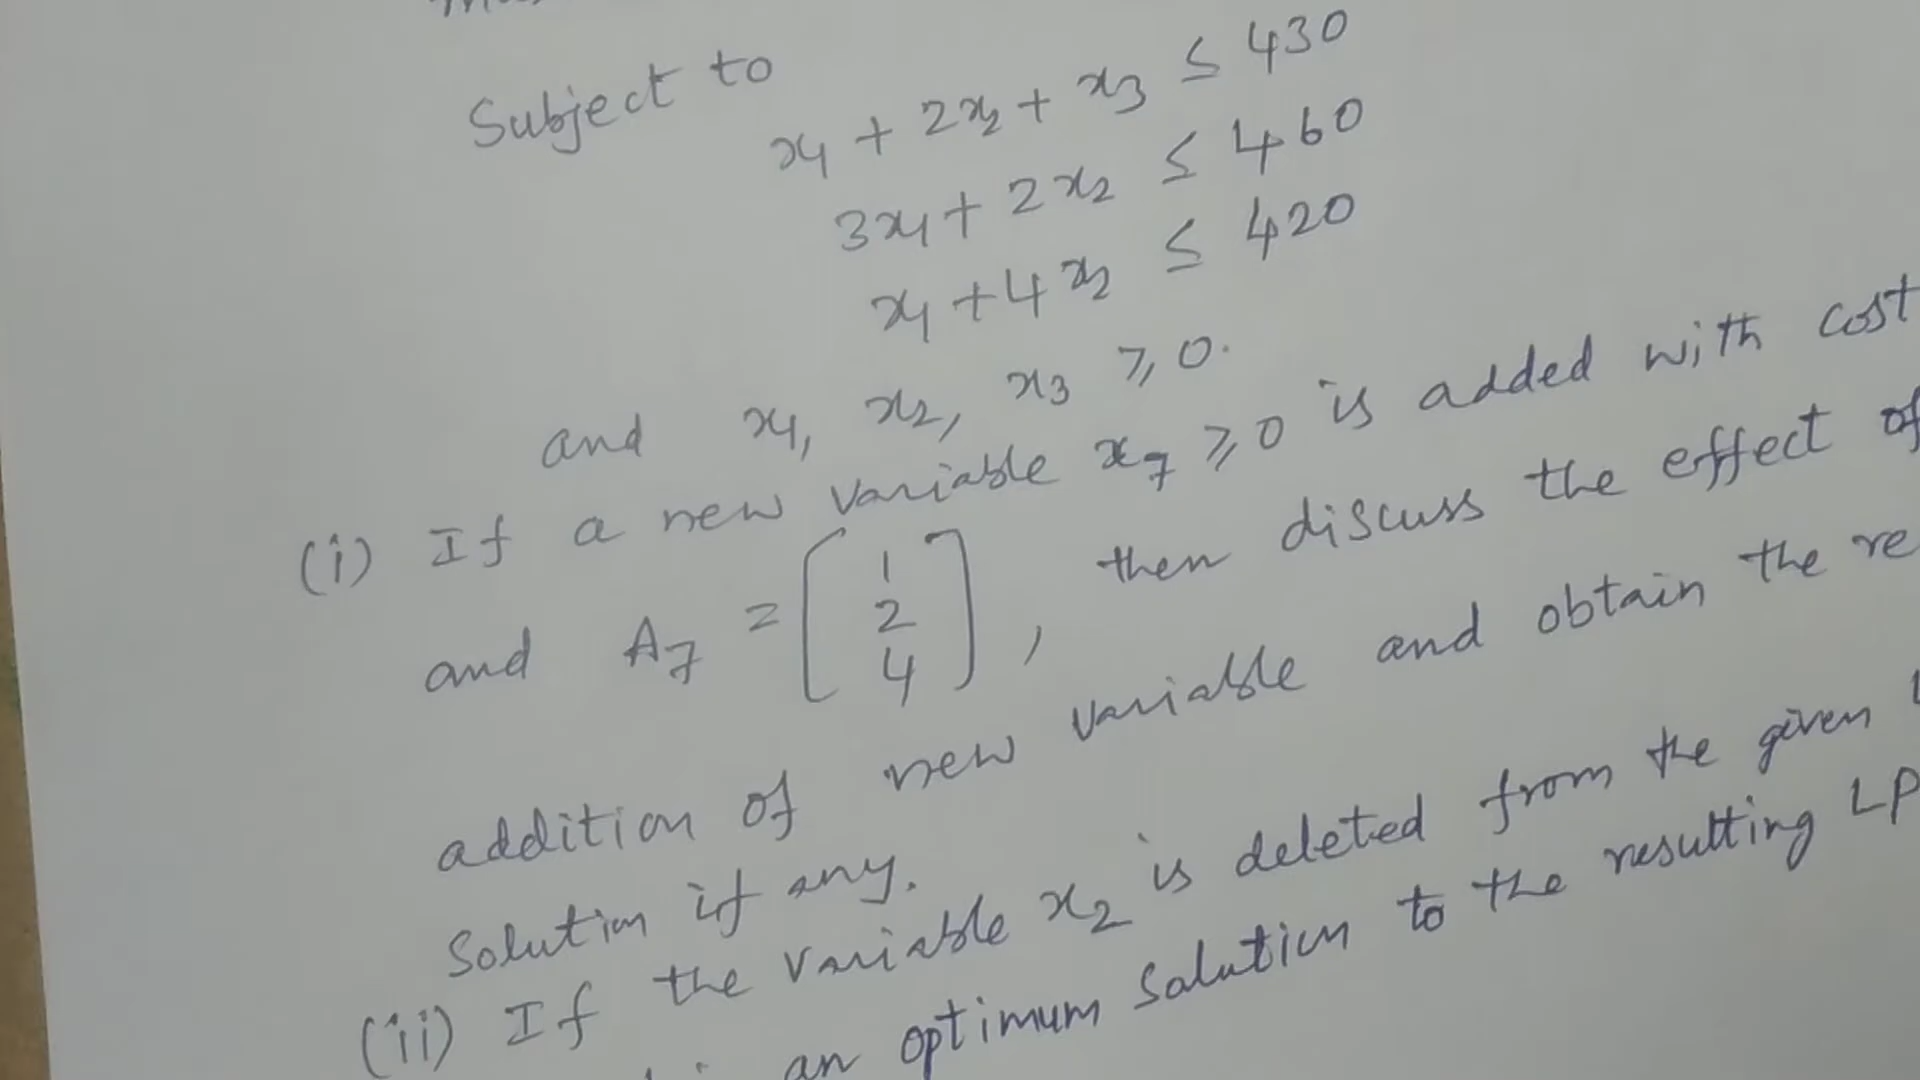 Subject to
x1 + 2x2 + x3 ≤ 430
3x1 + 2x2 ≤ 460
x1 + 4x2 ≤ 420
and x1, x2, x3 ≥ 0.
(i) If a new variable x7 ≥ 0 is added with cost
and A7 = [1 2 4], then discuss the effect of
addition of new variable and obtain the re
Solution if any.
(ii) If the variable x2 is deleted from the given
an optimum solution to the resulting LP